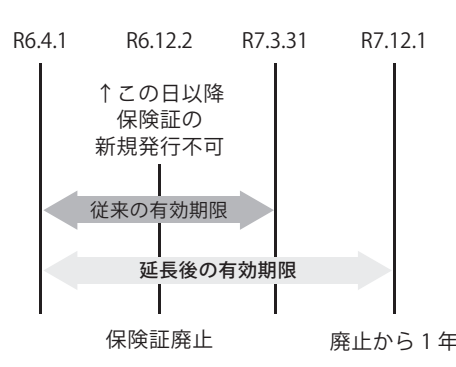 R6.4.1 R6.12.2 R7.3.31 R7.12.1
↑この日以降
保険証の
新規発行不可
従来の有効期限
延長後の有効期限
保険証廃止 廃止から1年